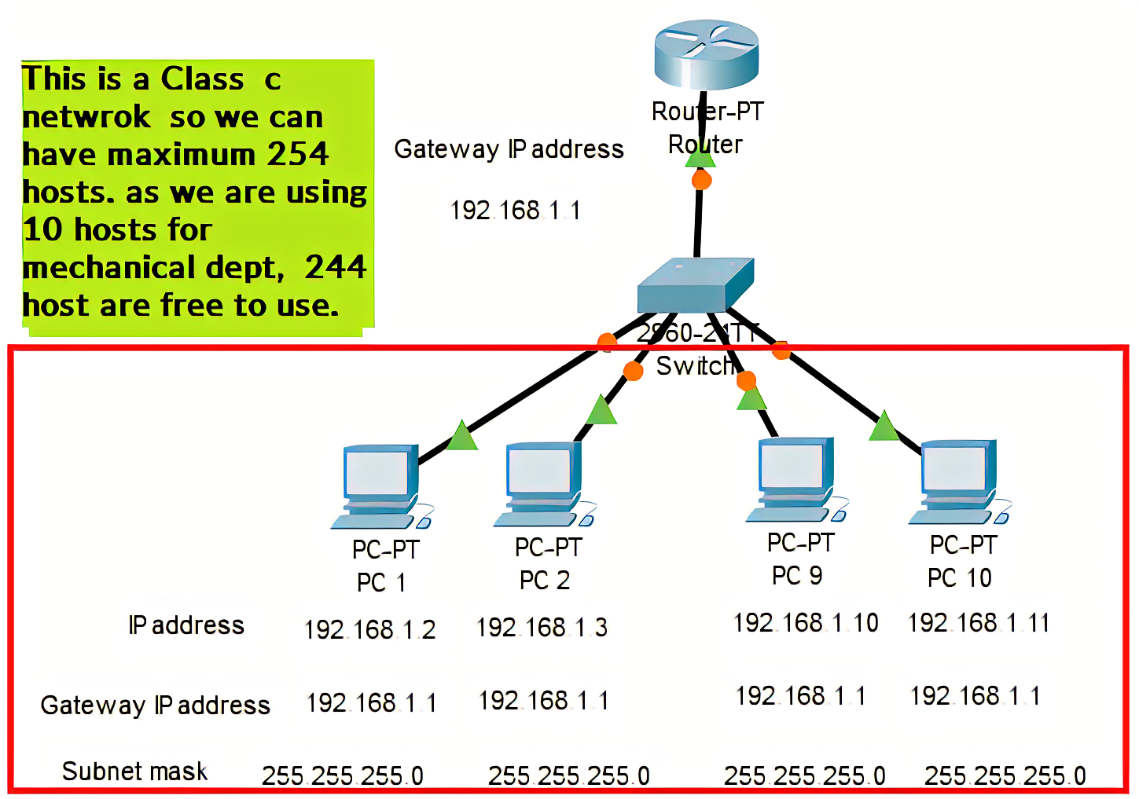 This is a Class c
netwrok so we can
have maximum 254
hosts. as we are using
10 hosts for
mechanical dept, 244
host are free to use.
Router-PT
Router
Gateway IP address
192.168.1.1
2960-24TT
Switch
PC-PT PC-PT PC-PT PC-PT
PC 1 PC 2 PC 9 PC 10
IP address 192.168.1.2 192.168.1.3 192.168.1.10 192.168.1.11
Gateway IP address 192.168.1.1 192.168.1.1 192.168.1.1 192.168.1.1
Subnet mask 255.255.255.0 255.255.255.0 255.255.255.0 255.255.255.0